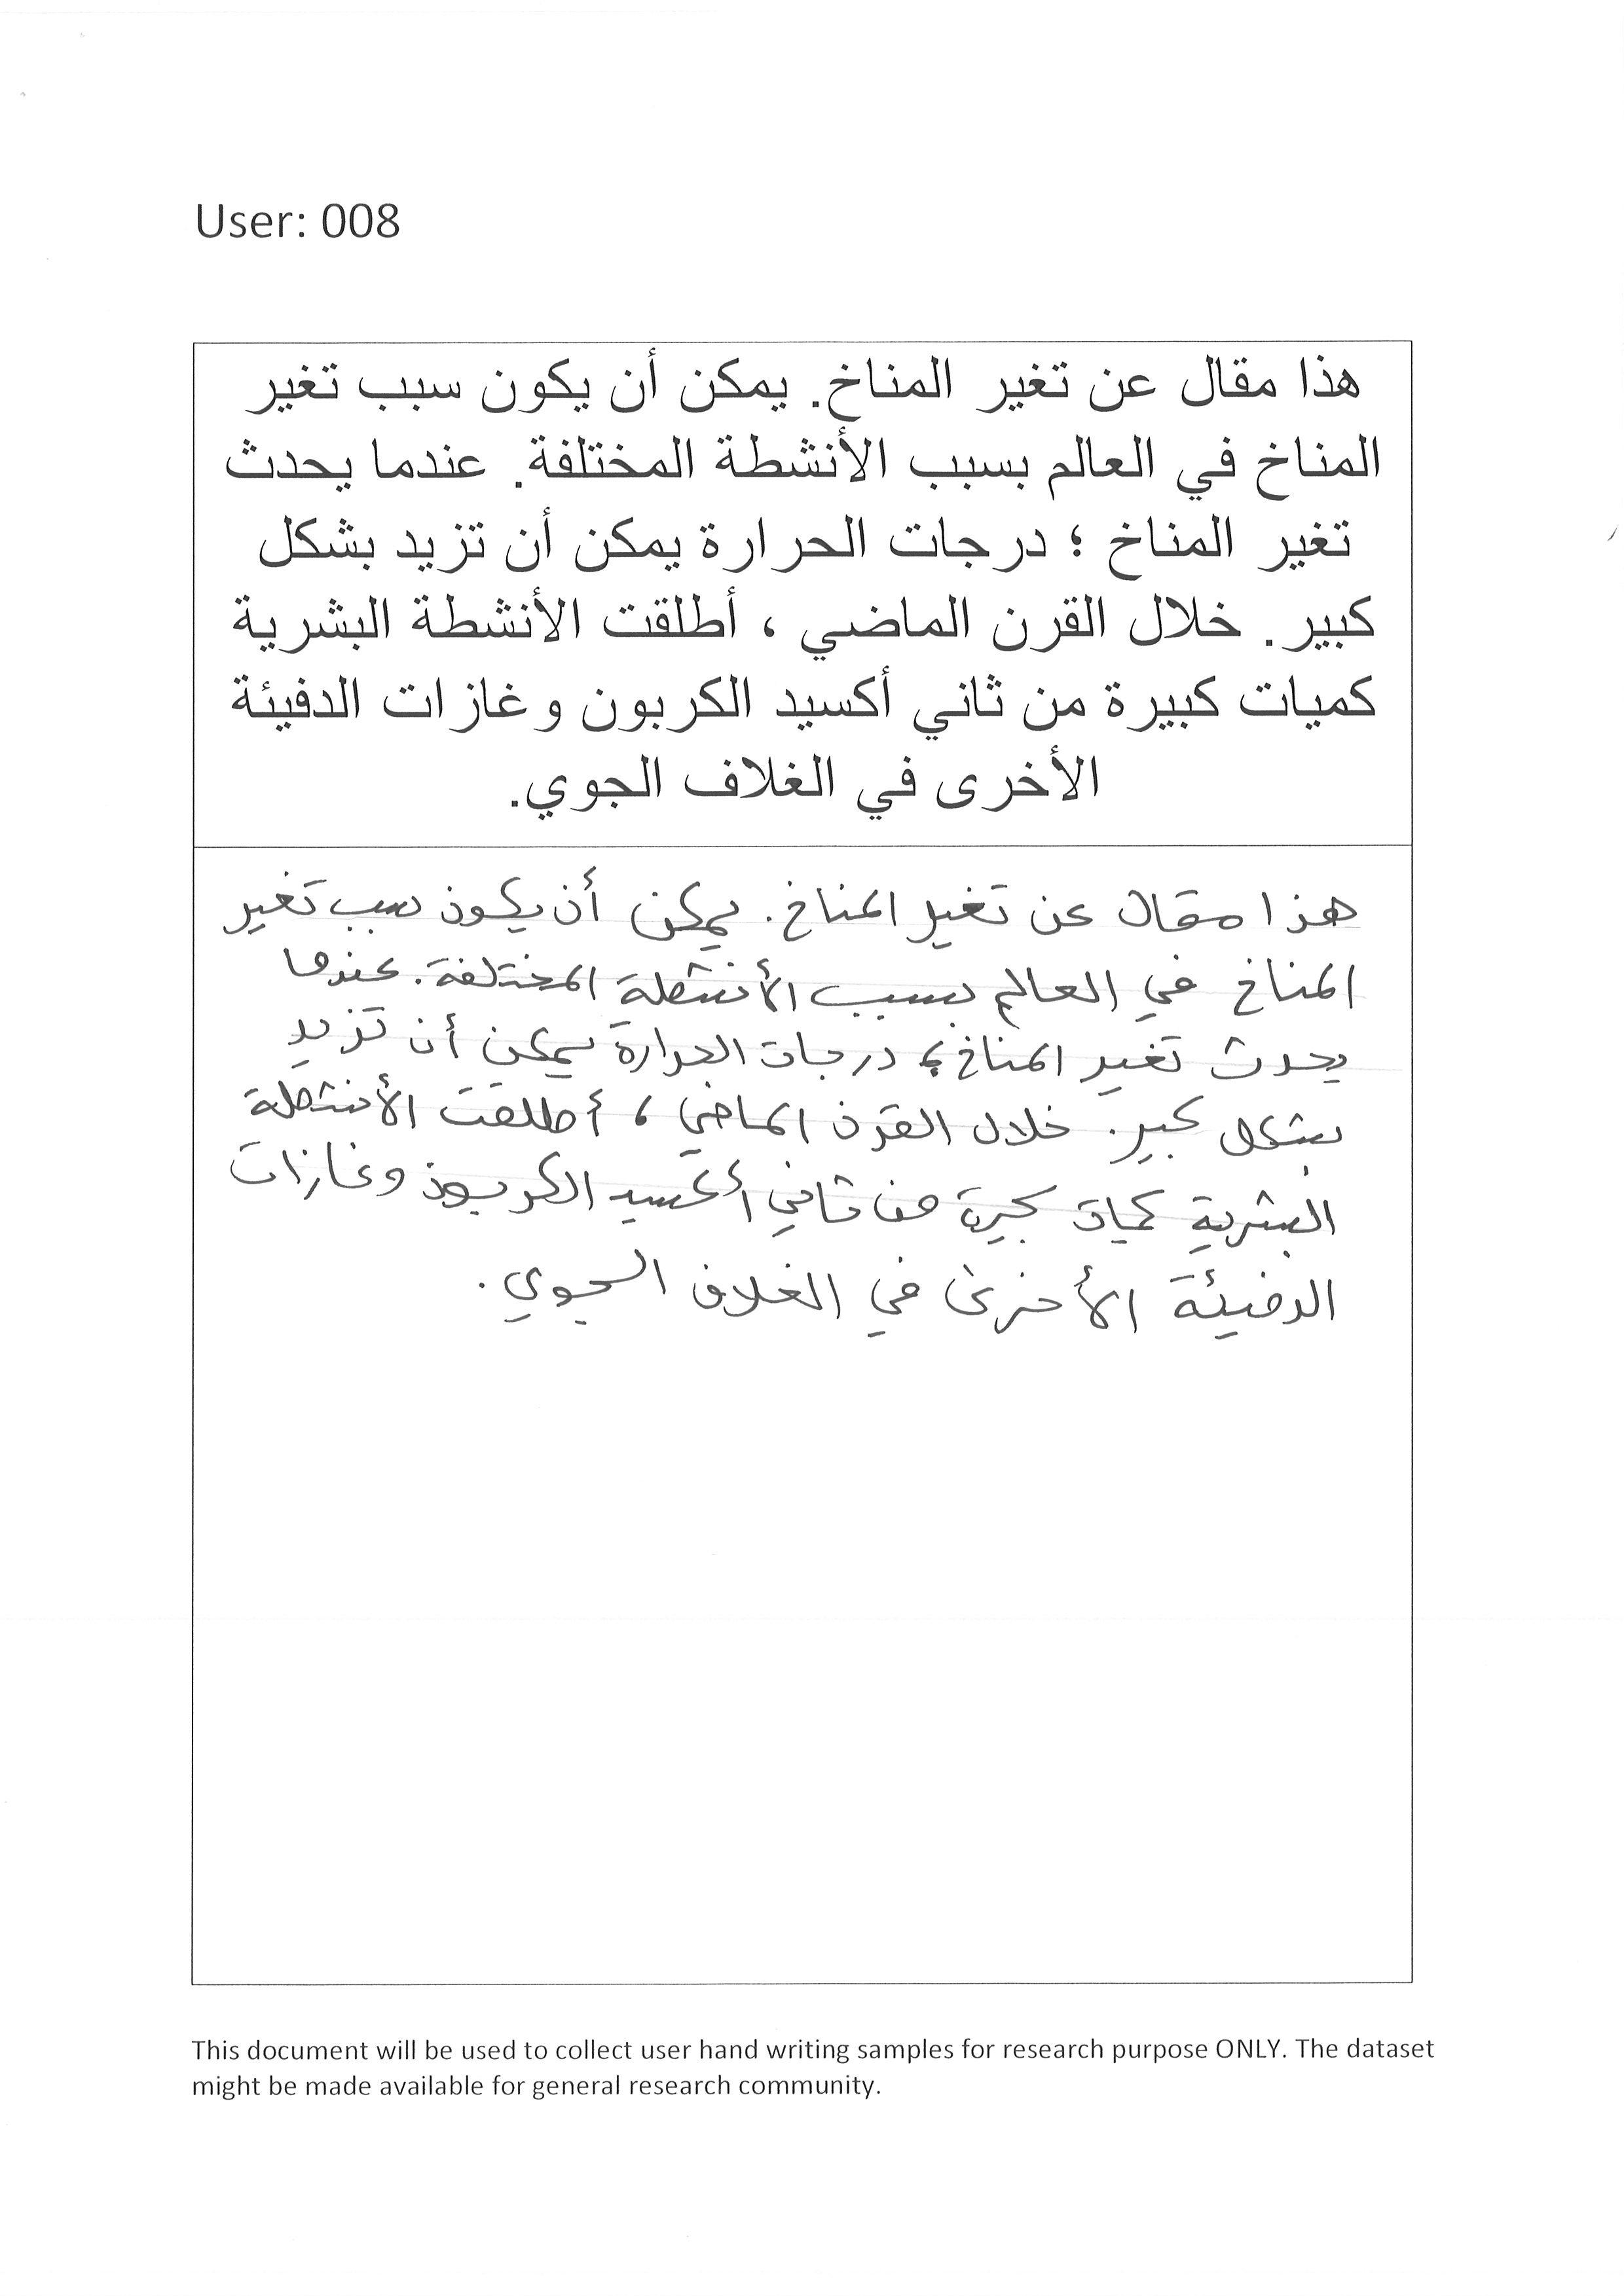 User: 008
هذا مقال عن تغير المناخ. يمكن أن يكون سبب تغير
المناخ في العالم بسبب الأنشطة المختلفة. عندما يحدث
تغير المناخ ؛ درجات الحرارة يمكن أن تزيد بشكل
كبير. خلال القرن الماضي ، أطلقت الأنشطة البشرية
كميات كبيرة من ثاني أكسيد الكربون وغازات الدفيئة
الأخرى في الغلاف الجوي.
هذا مقال عن تغير المناخ. يمكن أن يكون سبب تغير
المناخ في العالم بسبب الأنشطة المختلفة. عندما
يحدث تغير المناخ ؛ درجات الحرارة يمكن أن تزيد
بشكل كبير. خلال القرن الماضي ، أطلقت الأنشطة
البشرية كميات كبيرة من ثاني أكسيد الكربون وغازات
الدفيئة الأخرى في الغلاف الجوي.
This document will be used to collect user hand writing samples for research purpose ONLY. The dataset
might be made available for general research community.